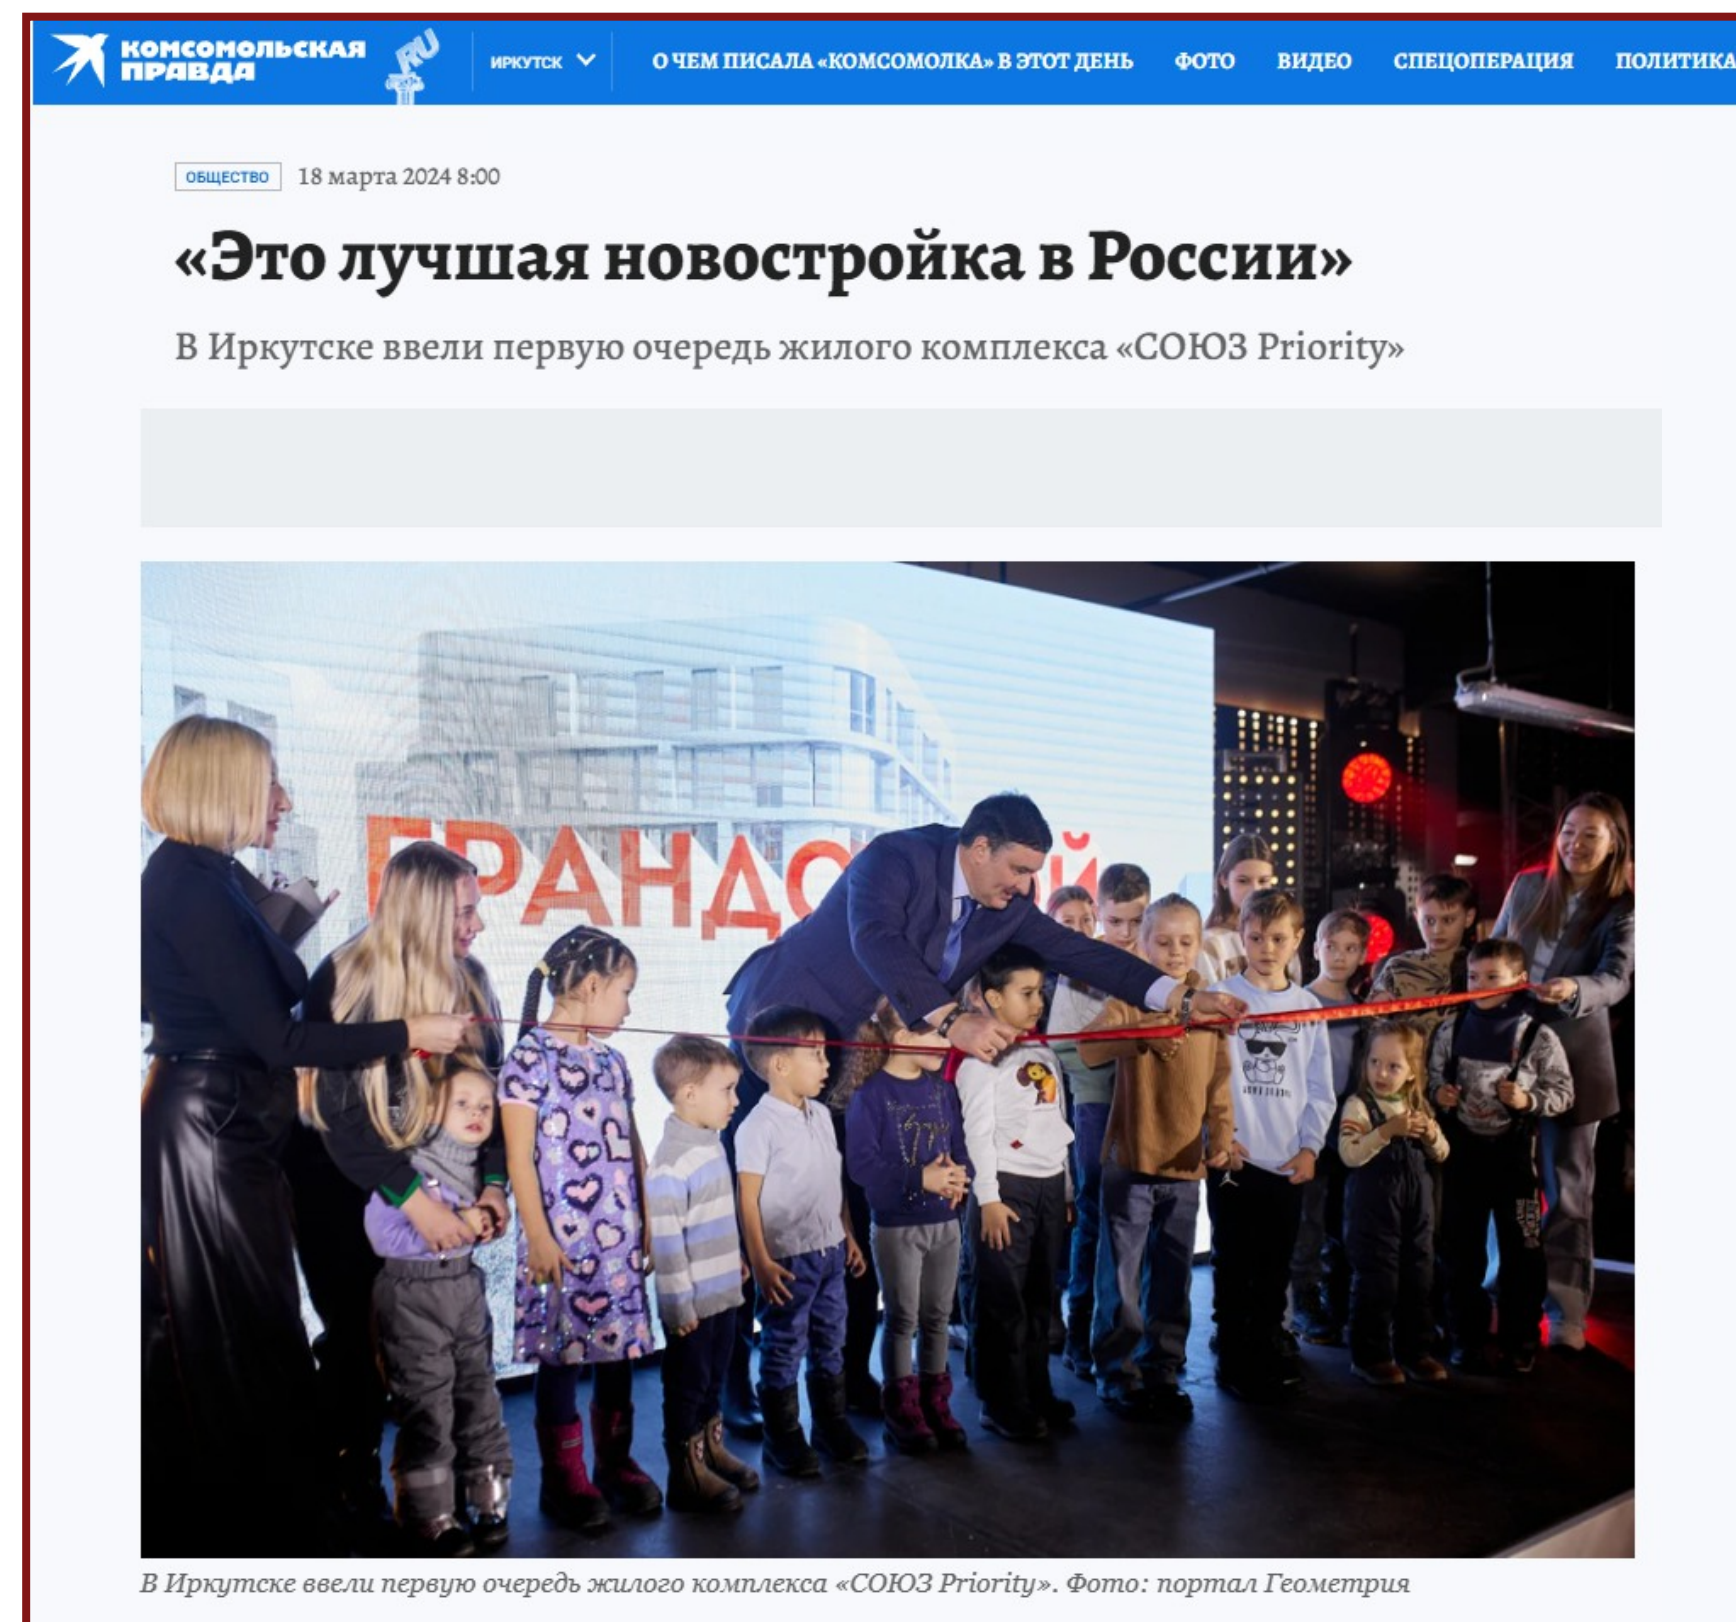 КОМСОМОЛЬСКАЯ
ПРАВДА
RU
ИРКУТСК
О ЧЕМ ПИСАЛА «КОМСОМОЛКА» В ЭТОТ ДЕНЬ
ФОТО
ВИДЕО
СПЕЦОПЕРАЦИЯ
ПОЛИТИКА
ОБЩЕСТВО
18 марта 2024 8:00
«Это лучшая новостройка в России»
В Иркутске ввели первую очередь жилого комплекса «СОЮЗ Priority»
В Иркутске ввели первую очередь жилого комплекса «СОЮЗ Priority». Фото: портал Геометрия